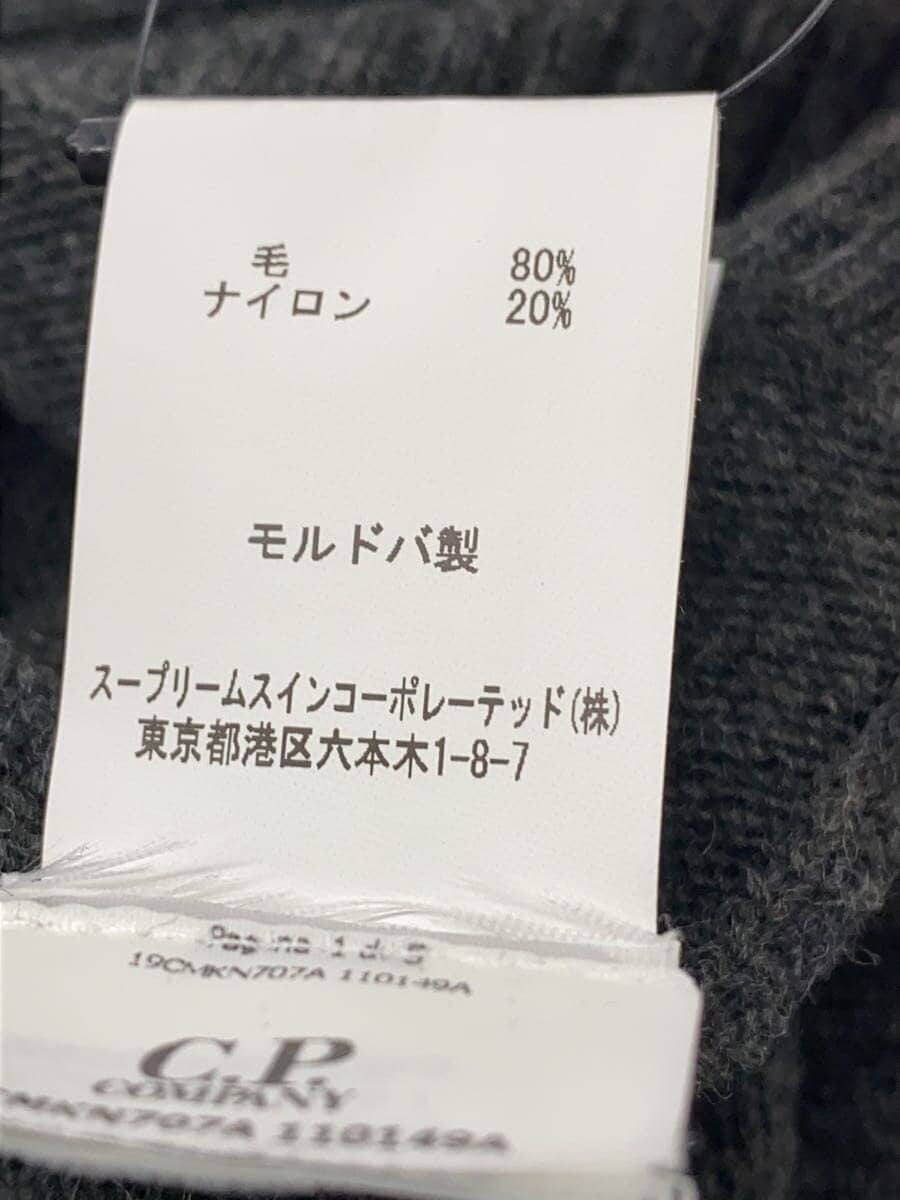 毛 80%
ナイロン 20%
モルドバ製
スープリームスインコーポレーテッド(株)
東京都港区六本木1-8-7
19CMKN707A 110149A
C.P.
COMPANY
CMKN707A 110149A